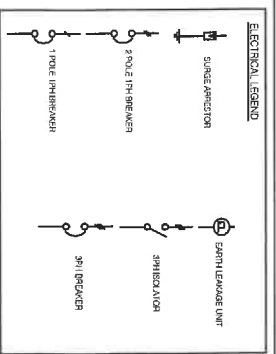 ELECTRICAL LEGEND
SURGE ARRESTOR
2 POLE 1PH BREAKER
1 POLE 1PH BREAKER
EARTH LEAKAGE UNIT
3PH ISOLATOR
3PH BREAKER